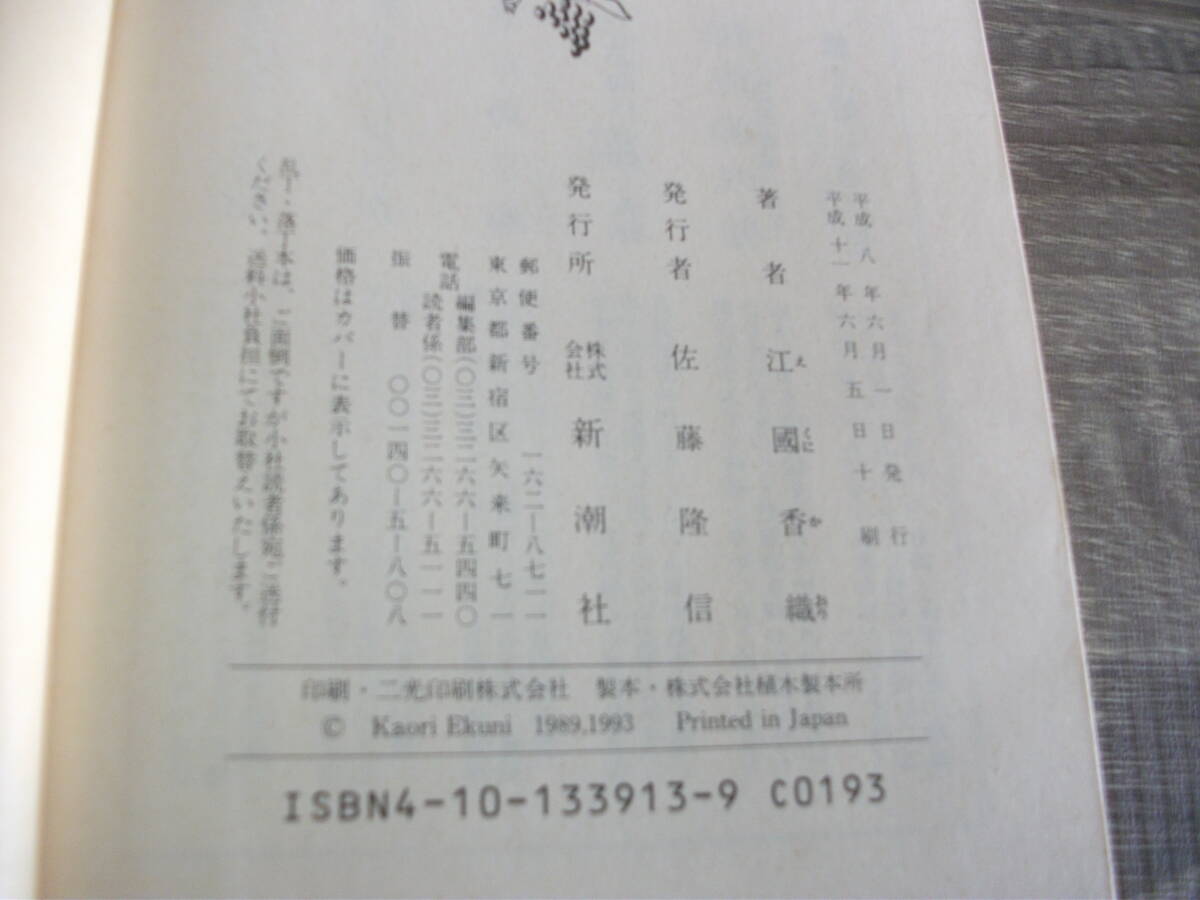 平成八年六月一日発行
平成十一年六月五日十刷
著者 江國香織
え くに か おり
発行者 佐藤隆信
発行所 株式会社 新潮社
郵便番号 一六二―八七一一
東京都新宿区矢来町七一
電話 編集部(〇三)三二六六―五四四〇
読者係(〇三)三二六六―五一一一
振替 〇〇一四〇―五―八〇八
価格はカバーに表示してあります。
乱丁・落丁本は、ご面倒ですが小社読者係宛ご送付
ください。送料小社負担にてお取替えいたします。
印刷・二光印刷株式会社 製本・株式会社植木製本所
© Kaori Ekuni 1989,1993 Printed in Japan
ISBN4-10-133913-9 C0193